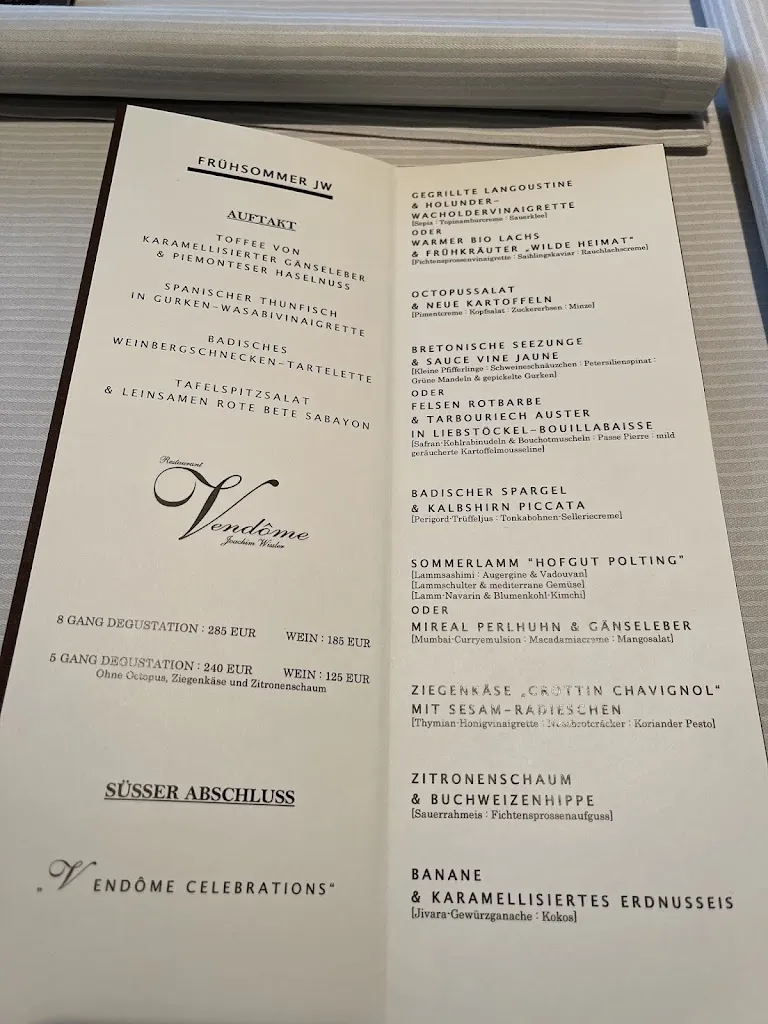 FRÜHSOMMER JW
AUFTAKT
TOFFEE VON
KARAMELLISIERTER GÄNSELEBER
& PIEMONTESER HASELNUSS
SPANISCHER THUNFISCH
IN GURKEN-WASABIVINAIGRETTE
BADISCHES
WEINBERGSCHNECKEN-TARTELETTE
TAFELSPITZSALAT
& LEINSAMEN ROTE BETE SABAYON
Restaurant
Vendôme
Joachim Wissler
8 GANG DEGUSTATION : 285 EUR WEIN : 185 EUR
5 GANG DEGUSTATION : 240 EUR WEIN : 125 EUR
Ohne Octopus, Ziegenkäse und Zitronenschaum
SÜSSER ABSCHLUSS
„VENDÔME CELEBRATIONS“
GEGRILLTE LANGOUSTINE
& HOLUNDER-
WACHOLDERVINAIGRETTE
[Sepia : Topinamburcreme : Sauerklee]
ODER
WARMER BIO LACHS
& FRÜHKRÄUTER „WILDE HEIMAT“
[Fichtensprossenvinaigrette : Saiblingskaviar : Rauchlachscreme]
OCTOPUSSALAT
& NEUE KARTOFFELN
[Pimentcreme : Kopfsalat : Zuckererbsen : Minze]
BRETONISCHE SEEZUNGE
& SAUCE VINE JAUNE
[Kleine Pfifferlinge : Schweineschnäuzchen : Petersilienspinat :
Grüne Mandeln & gepickelte Gurken]
ODER
FELSEN ROTBARBE
& TARBOURIECH AUSTER
IN LIEBSTÖCKEL-BOUILLABAISSE
[Safran-Kohlrabinudeln & Bouchotmuscheln : Passe Pierre : mild
geräucherte Kartoffelmousseline]
BADISCHER SPARGEL
& KALBSHIRN PICCATA
[Perigord-Trüffeljus : Tonkabohnen-Selleriecreme]
SOMMERLAMM "HOFGUT POLTING"
[Lammsashimi : Augergine & Vadouvan]
[Lammschulter & mediterrane Gemüse]
[Lamm-Navarin & Blumenkohl-Kimchi]
ODER
MIREAL PERLHUHN & GÄNSELEBER
[Mumbai-Curryemulsion : Macadamiacreme : Mangosalat]
ZIEGENKÄSE „CROTTIN CHAVIGNOL“
MIT SESAM-RADIESCHEN
[Thymian-Honigvinaigrette : Nussbrotcräcker : Koriander Pesto]
ZITRONENSCHAUM
& BUCHWEIZENHIPPE
[Sauerrahmeis : Fichtensprossenaufguss]
BANANE
& KARAMELLISIERTES ERDNUSSEIS
[Jivara-Gewürzganache : Kokos]